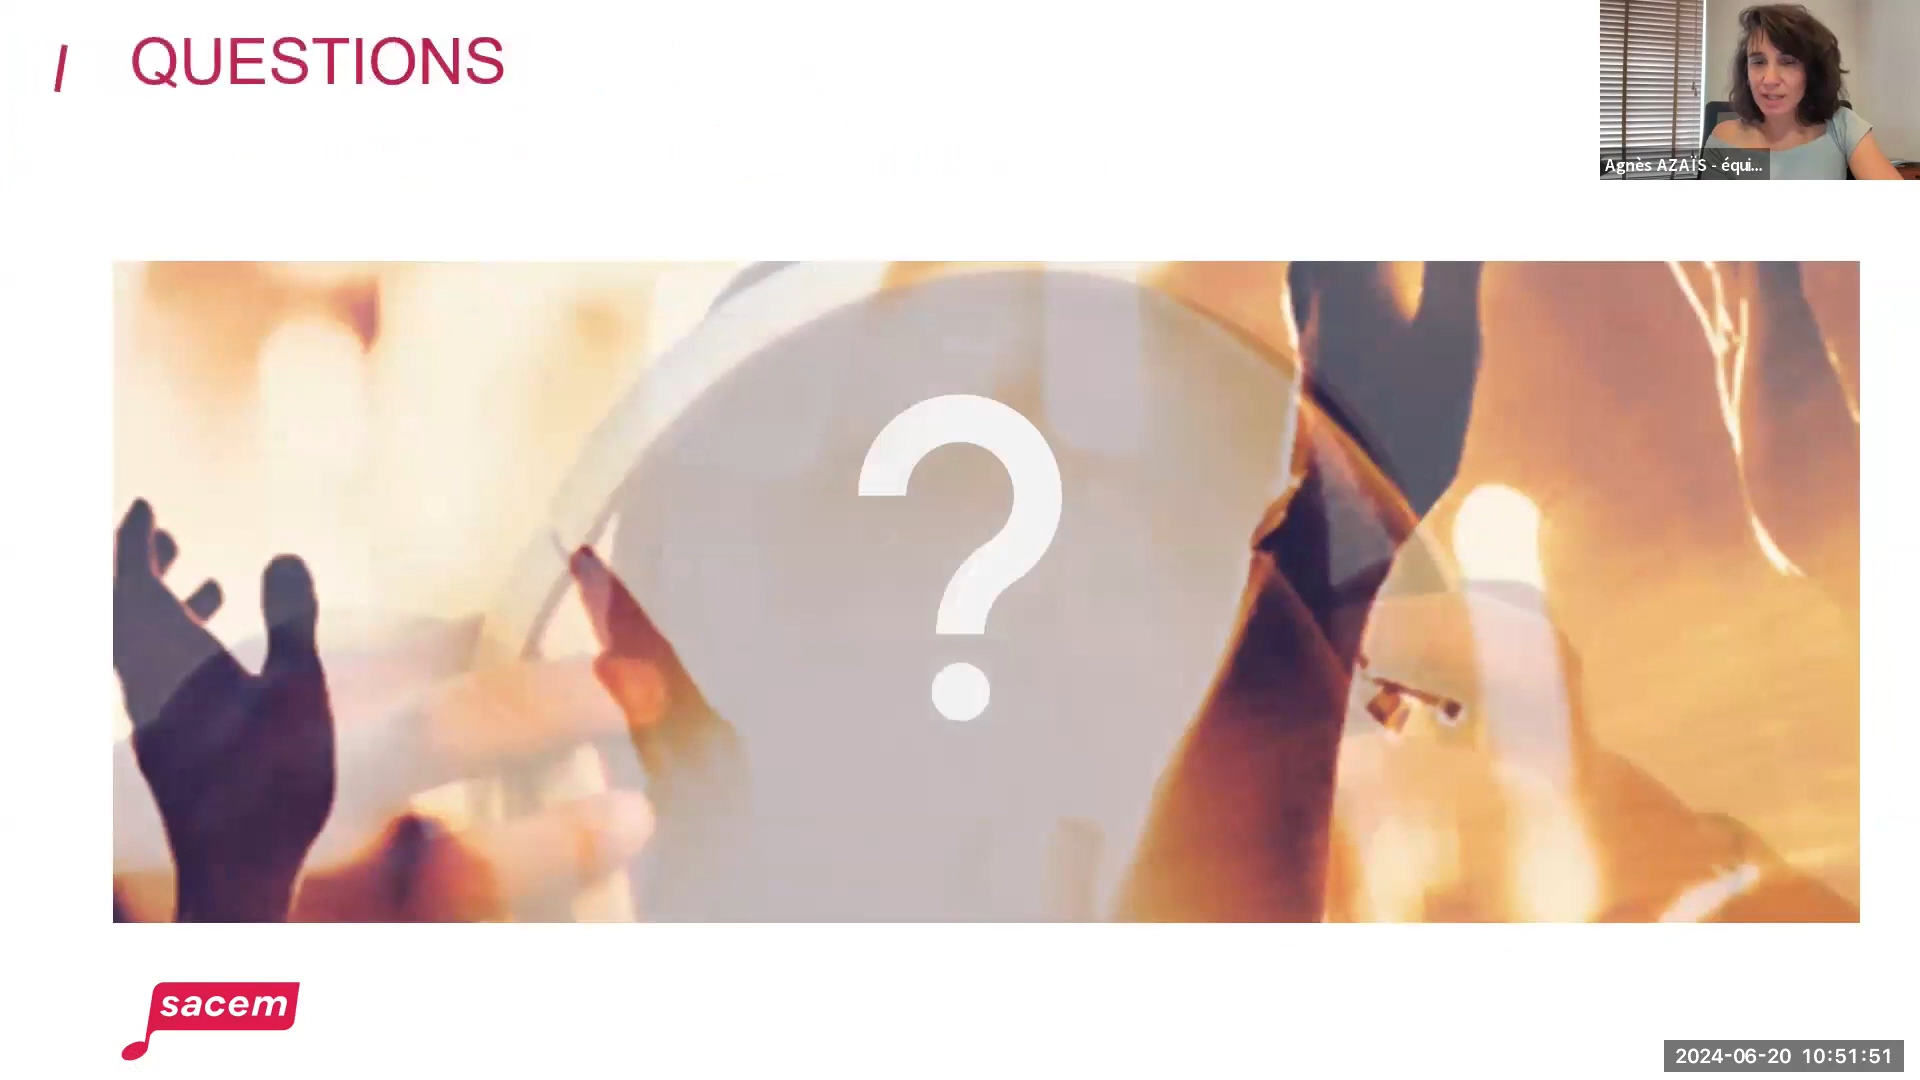 / QUESTIONS
Agnès AZAÏS - équi...
?
sacem
2024-06-20 10:51:51